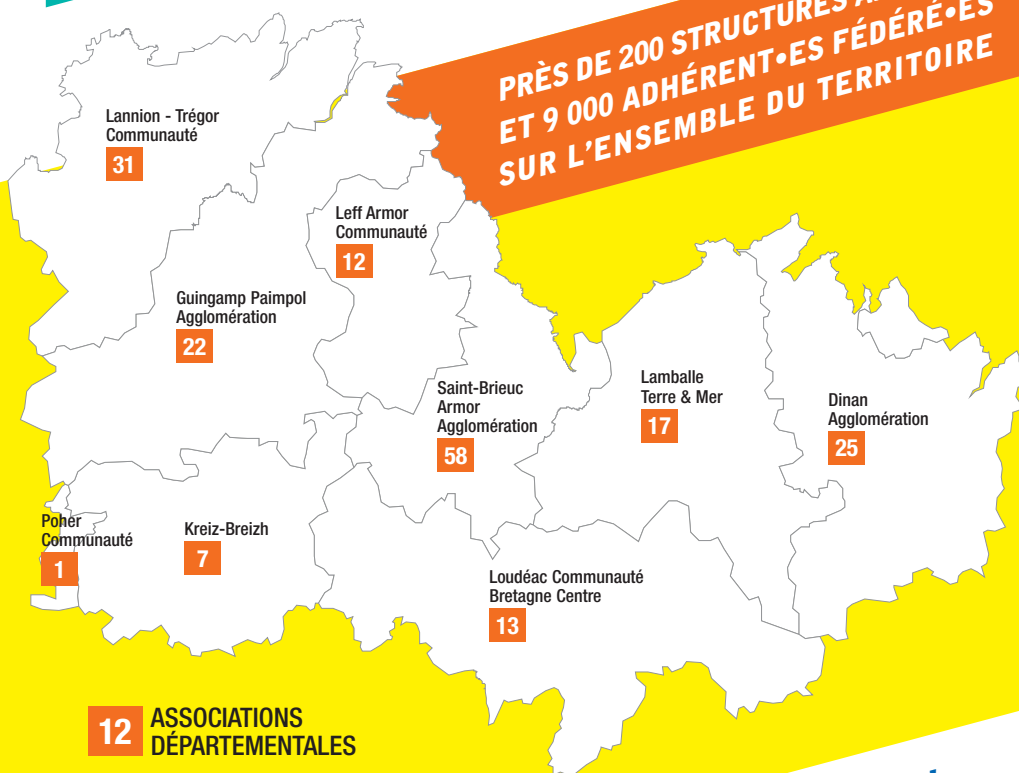 PRÈS DE 200 STRUCTURES
ET 9 000 ADHÉRENT•ES FÉDÉRÉ•ES
SUR L'ENSEMBLE DU TERRITOIRE
Lannion - Trégor
Communauté
31
Leff Armor
Communauté
12
Guingamp Paimpol
Agglomération
22
Saint-Brieuc
Armor
Agglomération
58
Lamballe
Terre & Mer
17
Dinan
Agglomération
25
Poher
Communauté
1
Kreiz-Breizh
7
Loudéac Communauté
Bretagne Centre
13
12 ASSOCIATIONS
DÉPARTEMENTALES